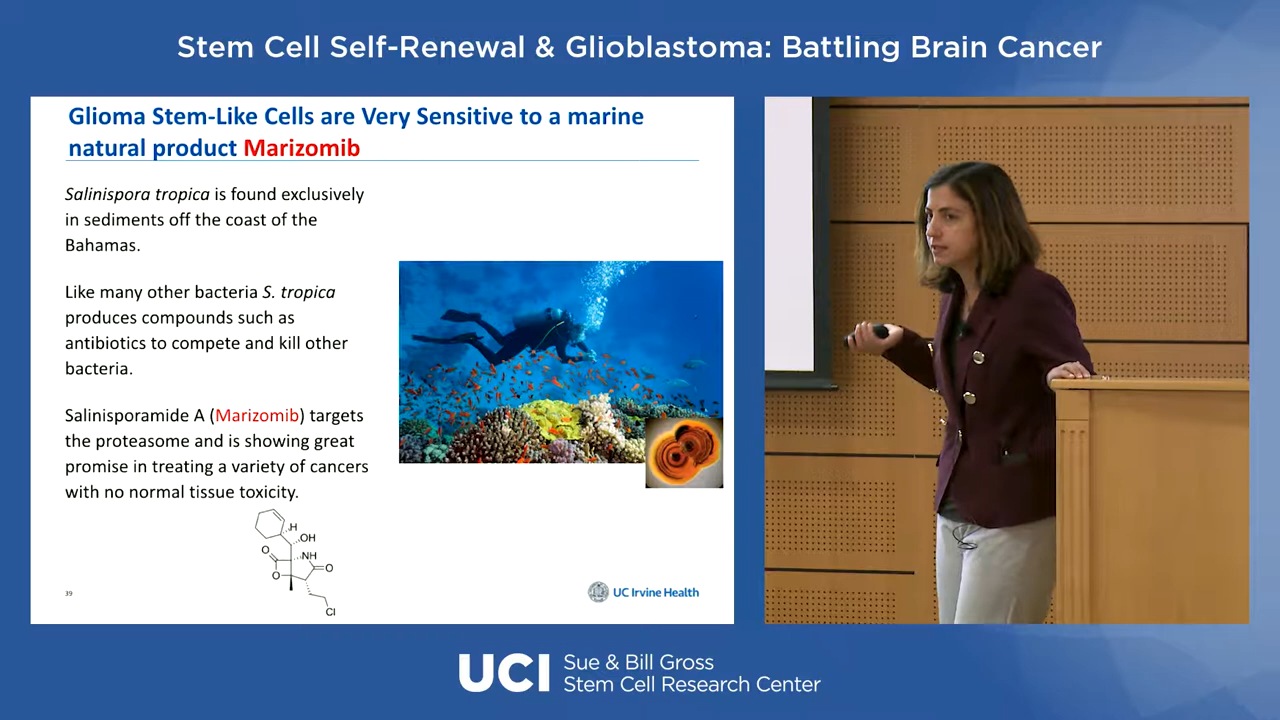 Stem Cell Self-Renewal & Glioblastoma: Battling Brain Cancer
Glioma Stem-Like Cells are Very Sensitive to a marine
natural product Marizomib
Salinispora tropica is found exclusively
in sediments off the coast of the
Bahamas.
Like many other bacteria S. tropica
produces compounds such as
antibiotics to compete and kill other
bacteria.
Salinisporamide A (Marizomib) targets
the proteasome and is showing great
promise in treating a variety of cancers
with no normal tissue toxicity.
H
OH
O
NH
O
O
Cl
39
UC Irvine Health
UCI
Sue & Bill Gross
Stem Cell Research Center